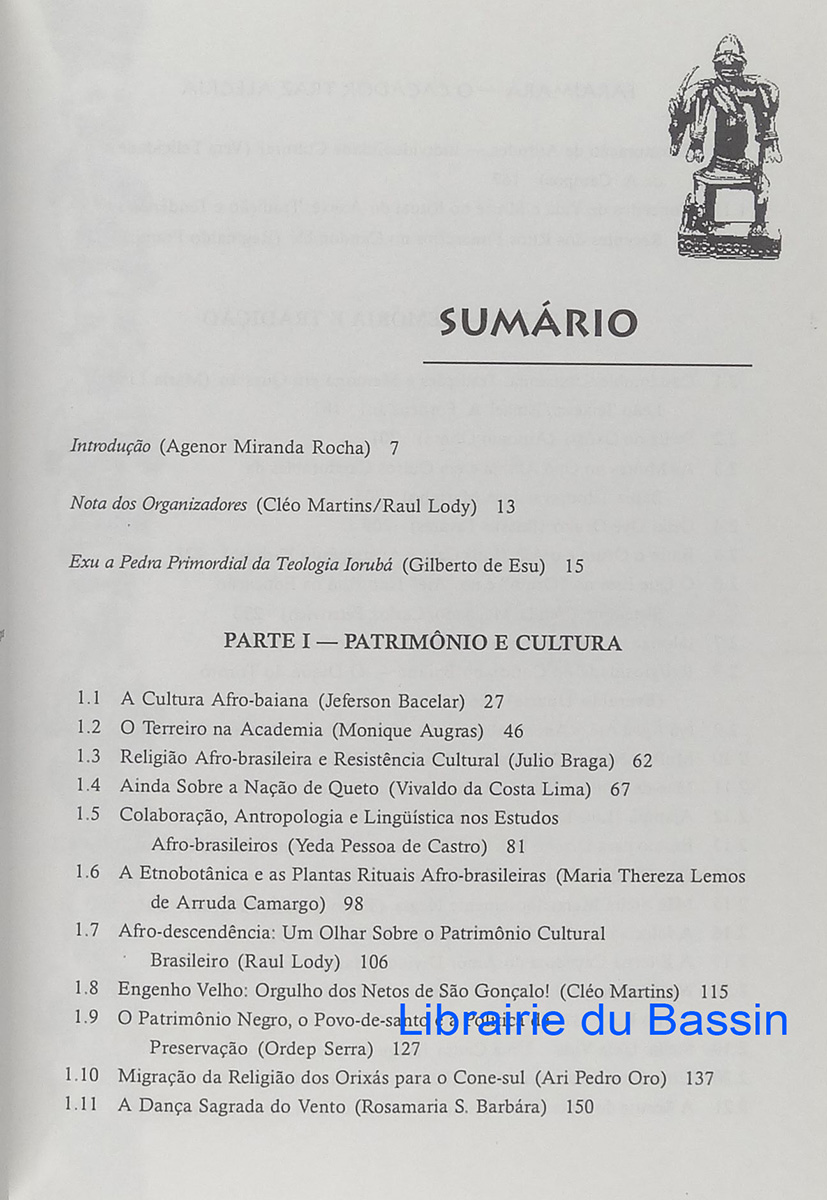 SUMÁRIO
Introdução (Agenor Miranda Rocha) 7
Nota dos Organizadores (Cléo Martins/Raul Lody) 13
Exu a Pedra Primordial da Teologia Iorubá (Gilberto de Esu) 15
PARTE I — PATRIMÔNIO E CULTURA
1.1 A Cultura Afro-baiana (Jeferson Bacelar) 27
1.2 O Terreiro na Academia (Monique Augras) 46
1.3 Religião Afro-brasileira e Resistência Cultural (Julio Braga) 62
1.4 Ainda Sobre a Nação de Queto (Vivaldo da Costa Lima) 67
1.5 Colaboração, Antropologia e Lingüística nos Estudos
Afro-brasileiros (Yeda Pessoa de Castro) 81
1.6 A Etnobotânica e as Plantas Rituais Afro-brasileiras (Maria Thereza Lemos
de Arruda Camargo) 98
1.7 Afro-descendência: Um Olhar Sobre o Patrimônio Cultural
Brasileiro (Raul Lody) 106
1.8 Engenho Velho: Orgulho dos Netos de São Gonçalo! (Cléo Martins) 115
1.9 O Patrimônio Negro, o Povo-de-santo e a Política de
Librairie du Bassin
Preservação (Ordep Serra) 127
1.10 Migração da Religião dos Orixás para o Cone-sul (Ari Pedro Oro) 137
1.11 A Dança Sagrada do Vento (Rosamaria S. Barbára) 150